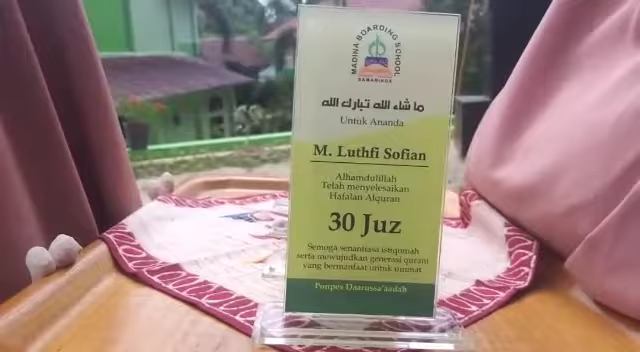 MADINA BOARDING SCHOOL
SAMARINDA
ما شاء الله تبارك الله
Untuk Ananda
M. Luthfi Sofian
Alhamdulillah
Telah menyelesaikan
Hafalan Alquran
30 Juz
Semoga senantiasa istiqomah
serta mewujudkan generasi qurani
yang bermanfaat untuk ummat
Ponpes Daarussa'aadah